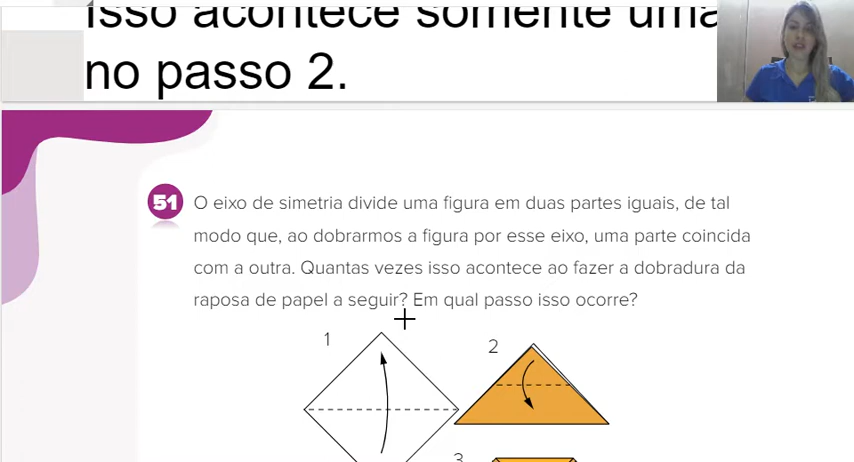 Isso acontece somente uma
no passo 2.
51 O eixo de simetria divide uma figura em duas partes iguais, de tal
modo que, ao dobrarmos a figura por esse eixo, uma parte coincida
com a outra. Quantas vezes isso acontece ao fazer a dobradura da
raposa de papel a seguir? Em qual passo isso ocorre?
1
2
3